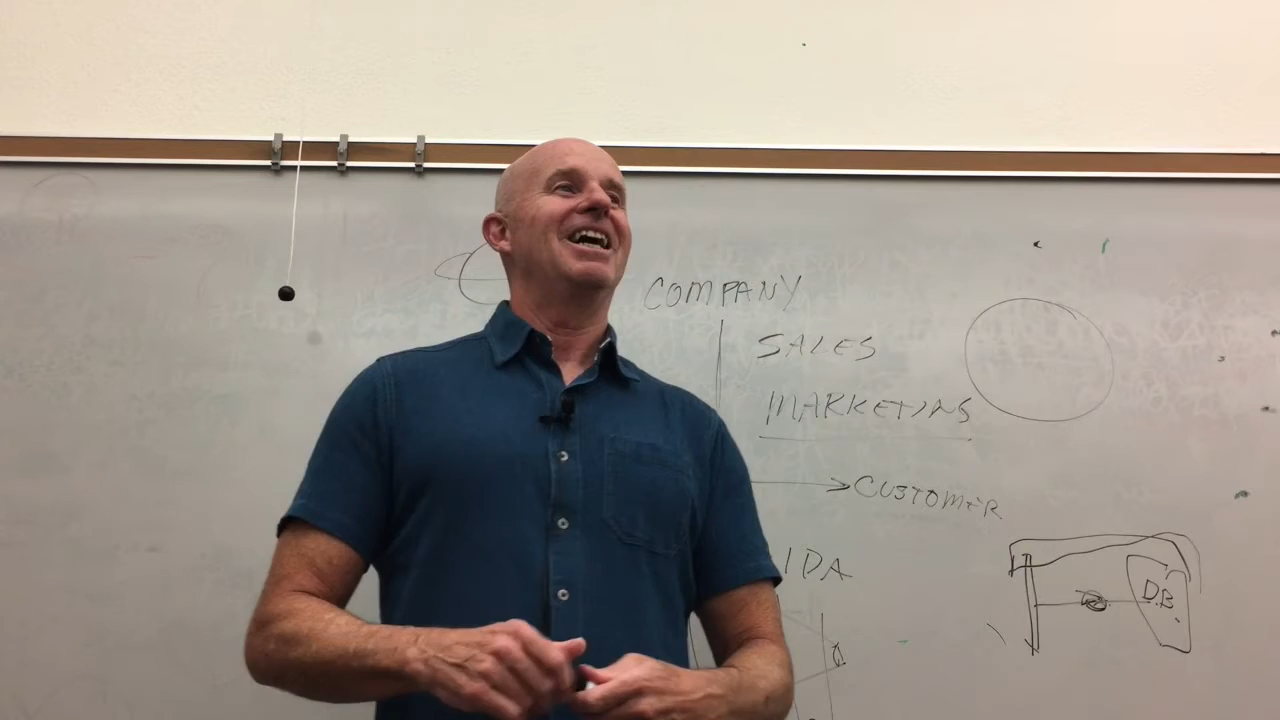 COMPANY
SALES
MARKETING
CUSTOMER
IDA
D.B